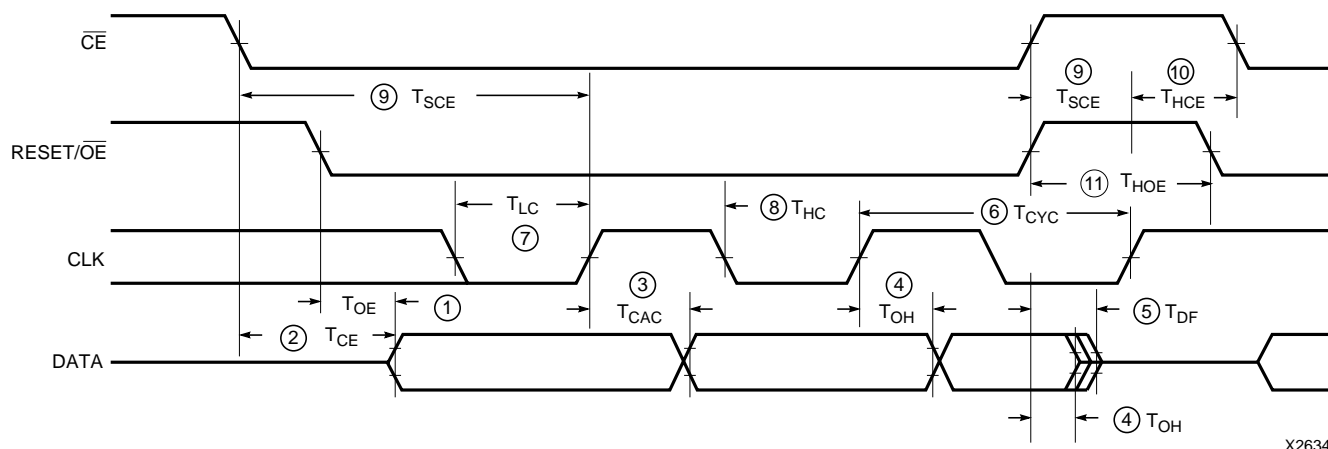 CE
⑨ TSCE
⑨ TSCE
⑩ THCE
RESET/OE
⑪ THOE
TLC ⑦
⑧ THC
⑥ TCYC
CLK
TOE ①
③ TCAC
④ TOH
⑤ TDF
② TCE
DATA
④ TOH
X2634